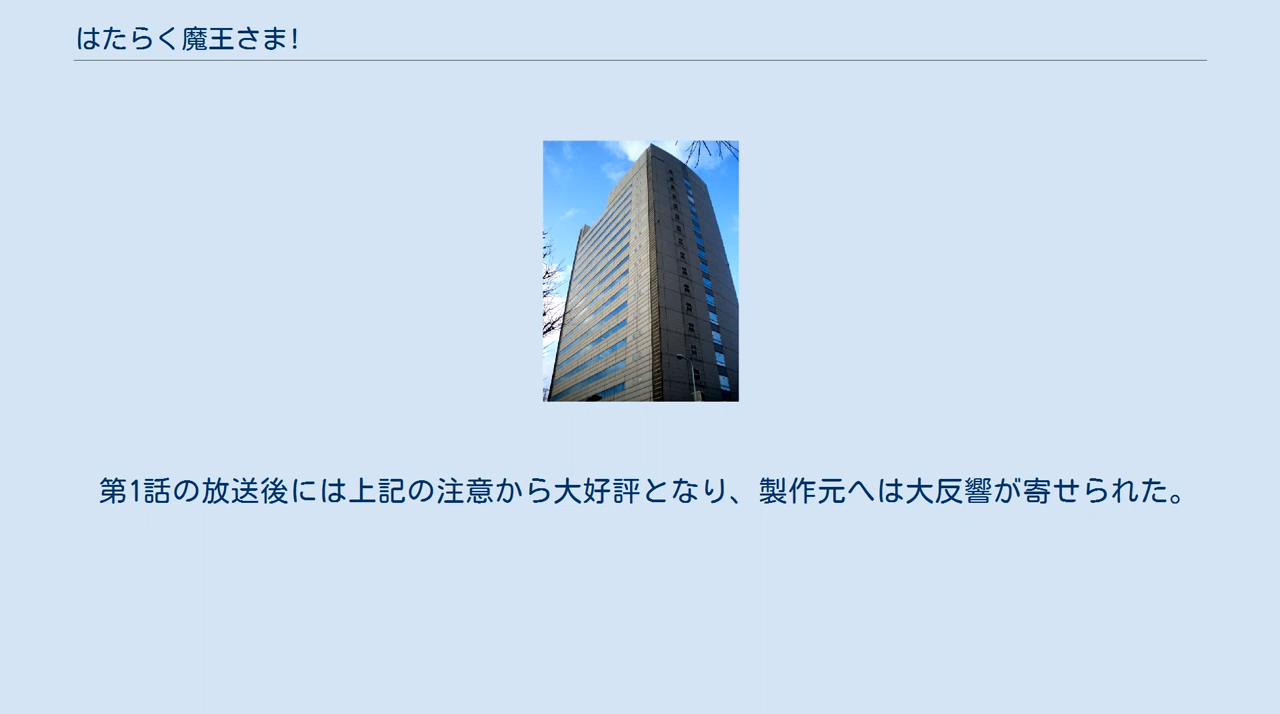 はたらく魔王さま!
第1話の放送後には上記の注意から大好評となり、製作元へは大反響が寄せられた。